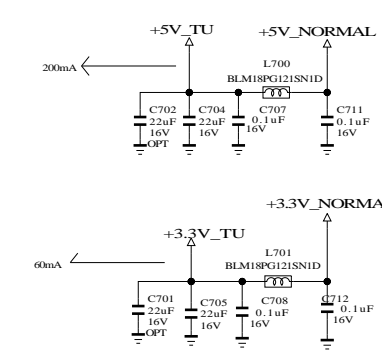 +5V_TU
+5V_NORMAL
200mA
L700
BLM18PG121SN1D
C702
22uF
16V
OPT
C704
22uF
16V
C707
0.1uF
16V
C711
0.1uF
16V
+3.3V_NORMA
+3.3V_TU
60mA
L701
BLM18PG121SN1D
C701
22uF
16V
OPT
C705
22uF
16V
C708
0.1uF
16V
C712
0.1uF
16V